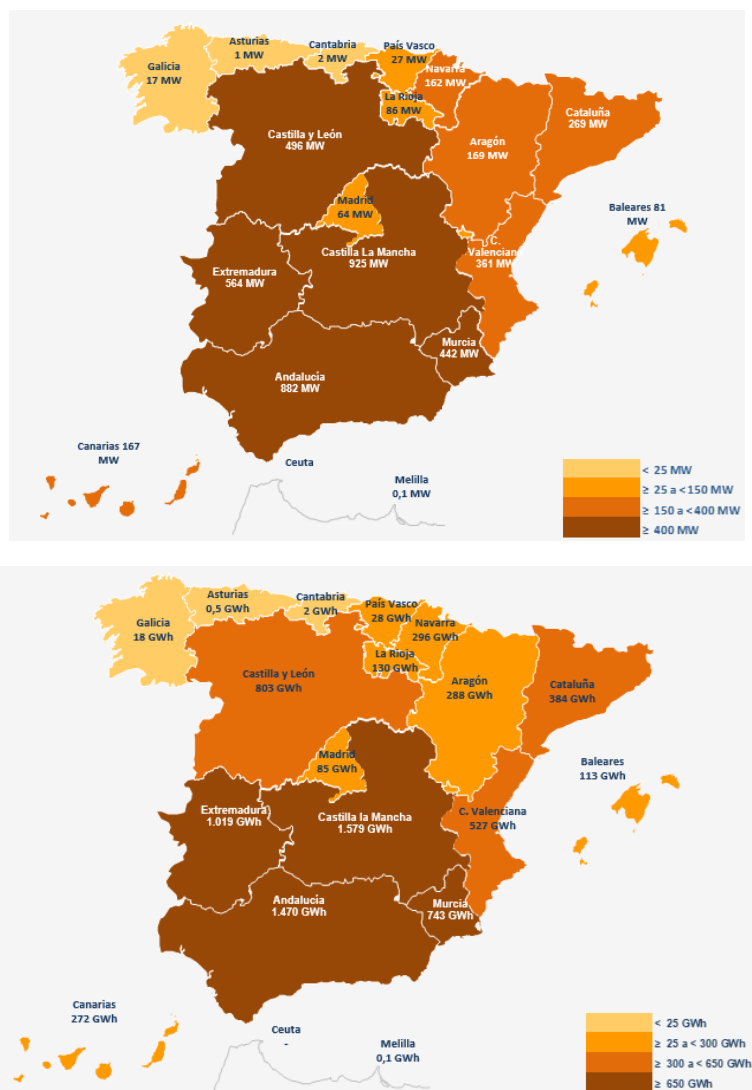 Asturias
1 MW
Cantabria
2 MW
País Vasco
27 MW
Galicia
17 MW
Navarra
162 MW
La Rioja
86 MW
Cataluña
269 MW
Castilla y León
496 MW
Aragón
169 MW
Madrid
64 MW
Baleares 81
MW
C.
Valenciana
361 MW
Castilla La Mancha
925 MW
Extremadura
564 MW
Murcia
442 MW
Andalucía
882 MW
Canarias 167
MW
Ceuta
Melilla
0,1 MW
< 25 MW
≥ 25 a <150 MW
≥ 150 a <400 MW
≥ 400 MW
Asturias
0,5 GWh
Cantabria
2 GWh
País Vasco
28 GWh
Galicia
18 GWh
Navarra
296 GWh
La Rioja
130 GWh
Castilla y León
803 GWh
Aragón
288 GWh
Cataluña
384 GWh
Madrid
85 GWh
Baleares
113 GWh
Extremadura
1.019 GWh
Castilla la Mancha
1.579 GWh
C. Valenciana
527 GWh
Andalucía
1.470 GWh
Murcia
743 GWh
Canarias
272 GWh
Ceuta
-
Melilla
0,1 GWh
< 25 GWh
≥ 25 a < 300 GWh
≥ 300 a < 650 GWh
≥ 650 GWh